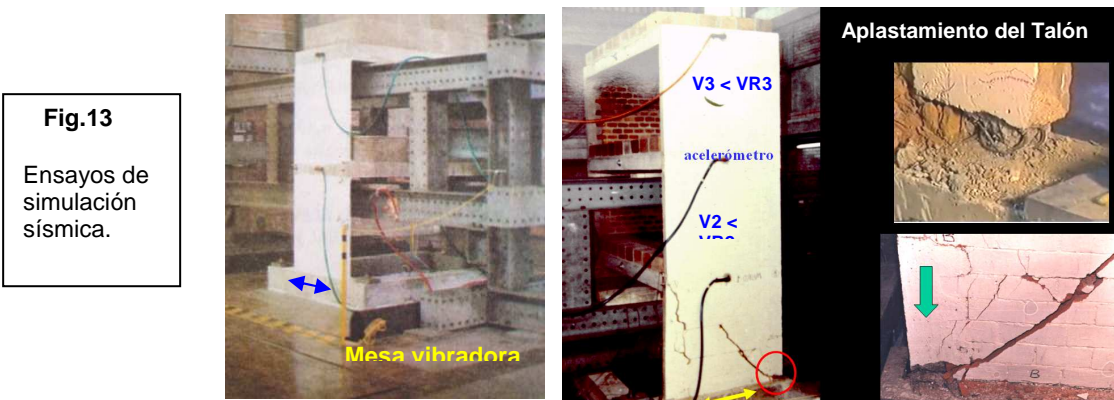 Fig.13
Ensayos de
simulación
sísmica.
Mesa vibradora
V3 < VR3
acelerómetro
V2 <
Aplastamiento del Talón
B
B